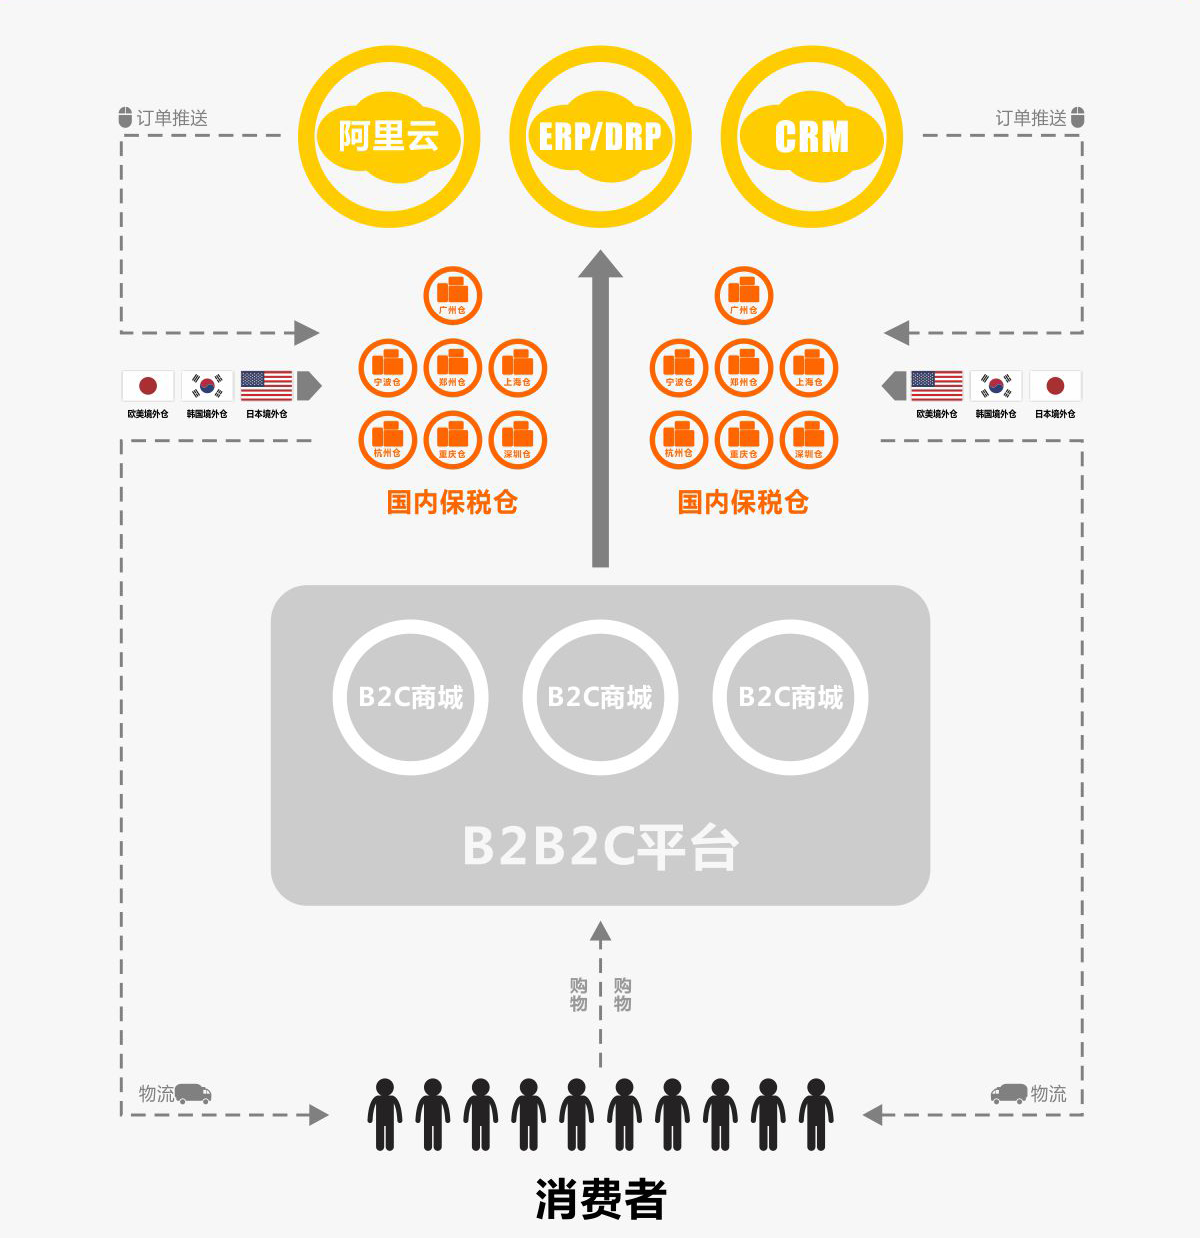 订单推送
阿里云
ERP/DRP
CRM
订单推送
广州仓
宁波仓
郑州仓
上海仓
杭州仓
重庆仓
深圳仓
国内保税仓
广州仓
宁波仓
郑州仓
上海仓
杭州仓
重庆仓
深圳仓
国内保税仓
欧美境外仓
韩国境外仓
日本境外仓
欧美境外仓
韩国境外仓
日本境外仓
B2C商城
B2C商城
B2C商城
B2B2C平台
购物
购物
物流
物流
消费者